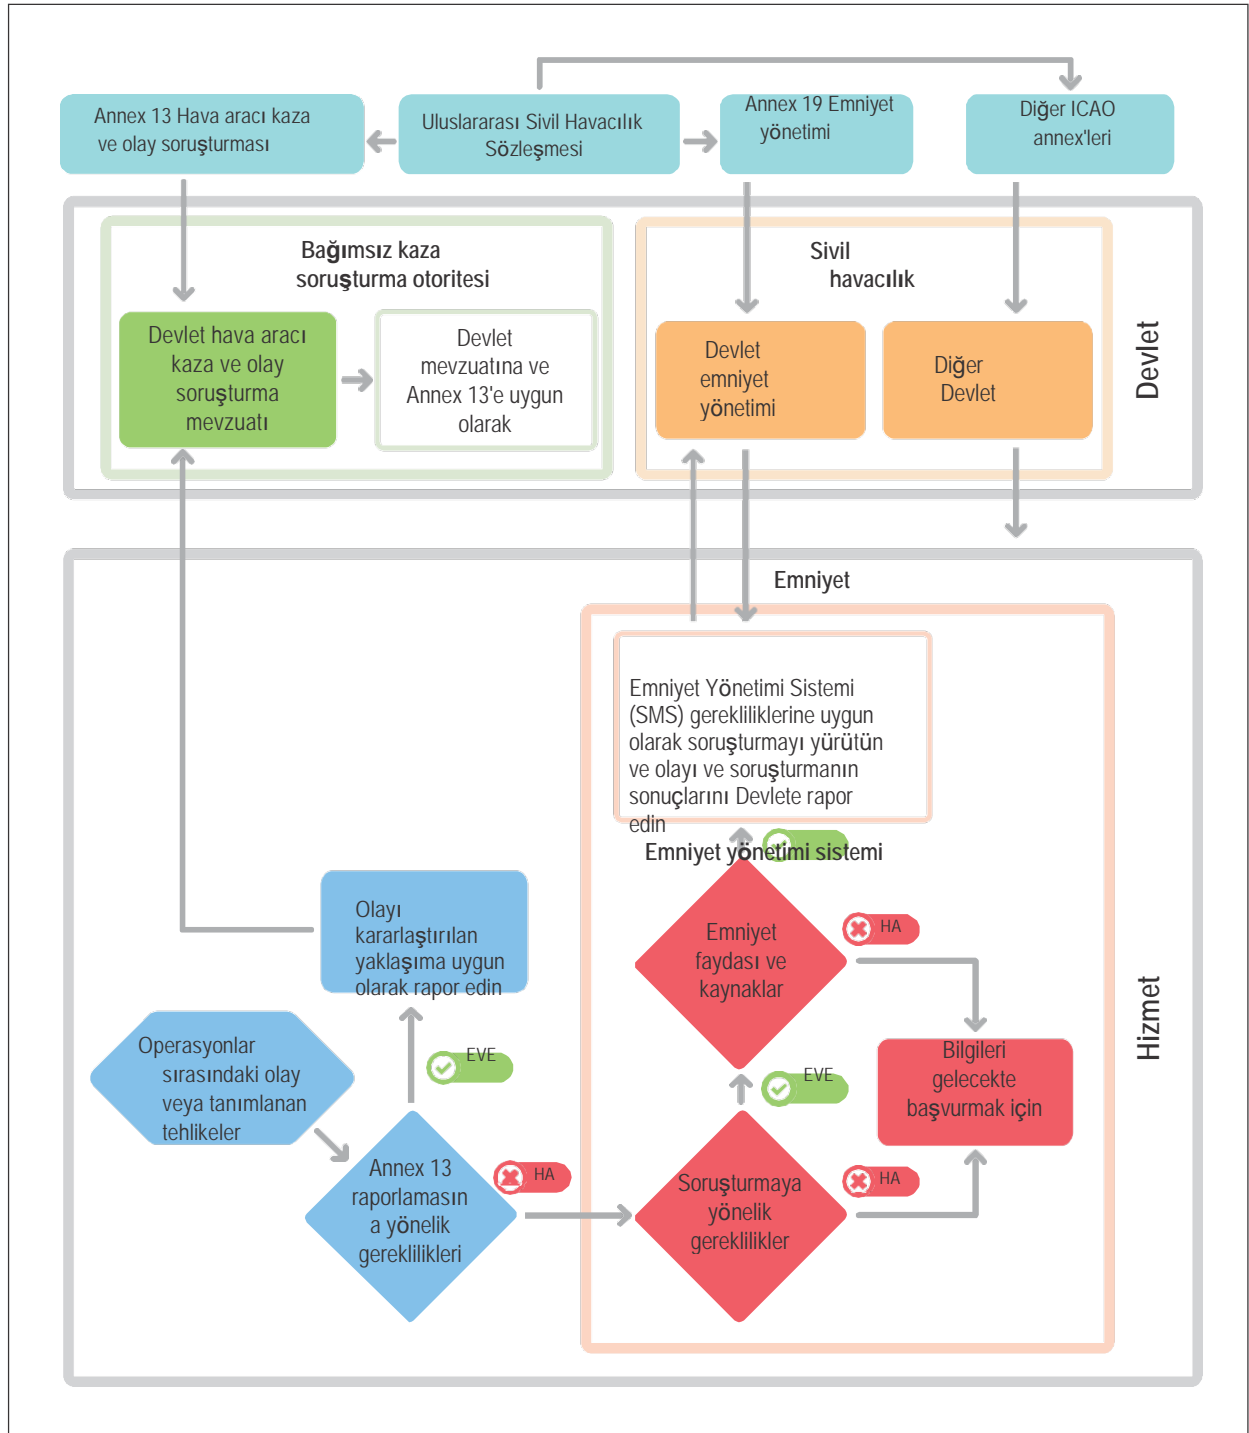 Annex 13 Hava aracı kaza
ve olay soruşturması
Uluslararası Sivil Havacılık
Sözleşmesi
Annex 19 Emniyet
yönetimi
Diğer ICAO
annex'leri
Bağımsız kaza
soruşturma otoritesi
Sivil
havacılık
Devlet hava aracı
kaza ve olay
soruşturma
mevzuatı
Devlet
mevzuatına ve
Annex 13'e uygun
olarak
Devlet
emniyet
yönetimi
Diğer
Devlet
Devlet
Emniyet
Emniyet Yönetimi Sistemi
(SMS) gerekliliklerine uygun
olarak soruşturmayı yürütün
ve olayı ve soruşturmanın
sonuçlarını Devlete rapor
edin
Emniyet yönetimi sistemi
Olayı
kararlaştırılan
yaklaşıma uygun
olarak rapor edin
Emniyet
faydası ve
kaynaklar
HA
Hizmet
Operasyonlar
sırasındaki olay
veya tanımlanan
tehlikeler
EVE
EVE
Bilgileri
gelecekte
başvurmak için
Annex 13
raporlamasın
a yönelik
gereklilikleri
HA
Soruşturmaya
yönelik
gereklilikler
HA